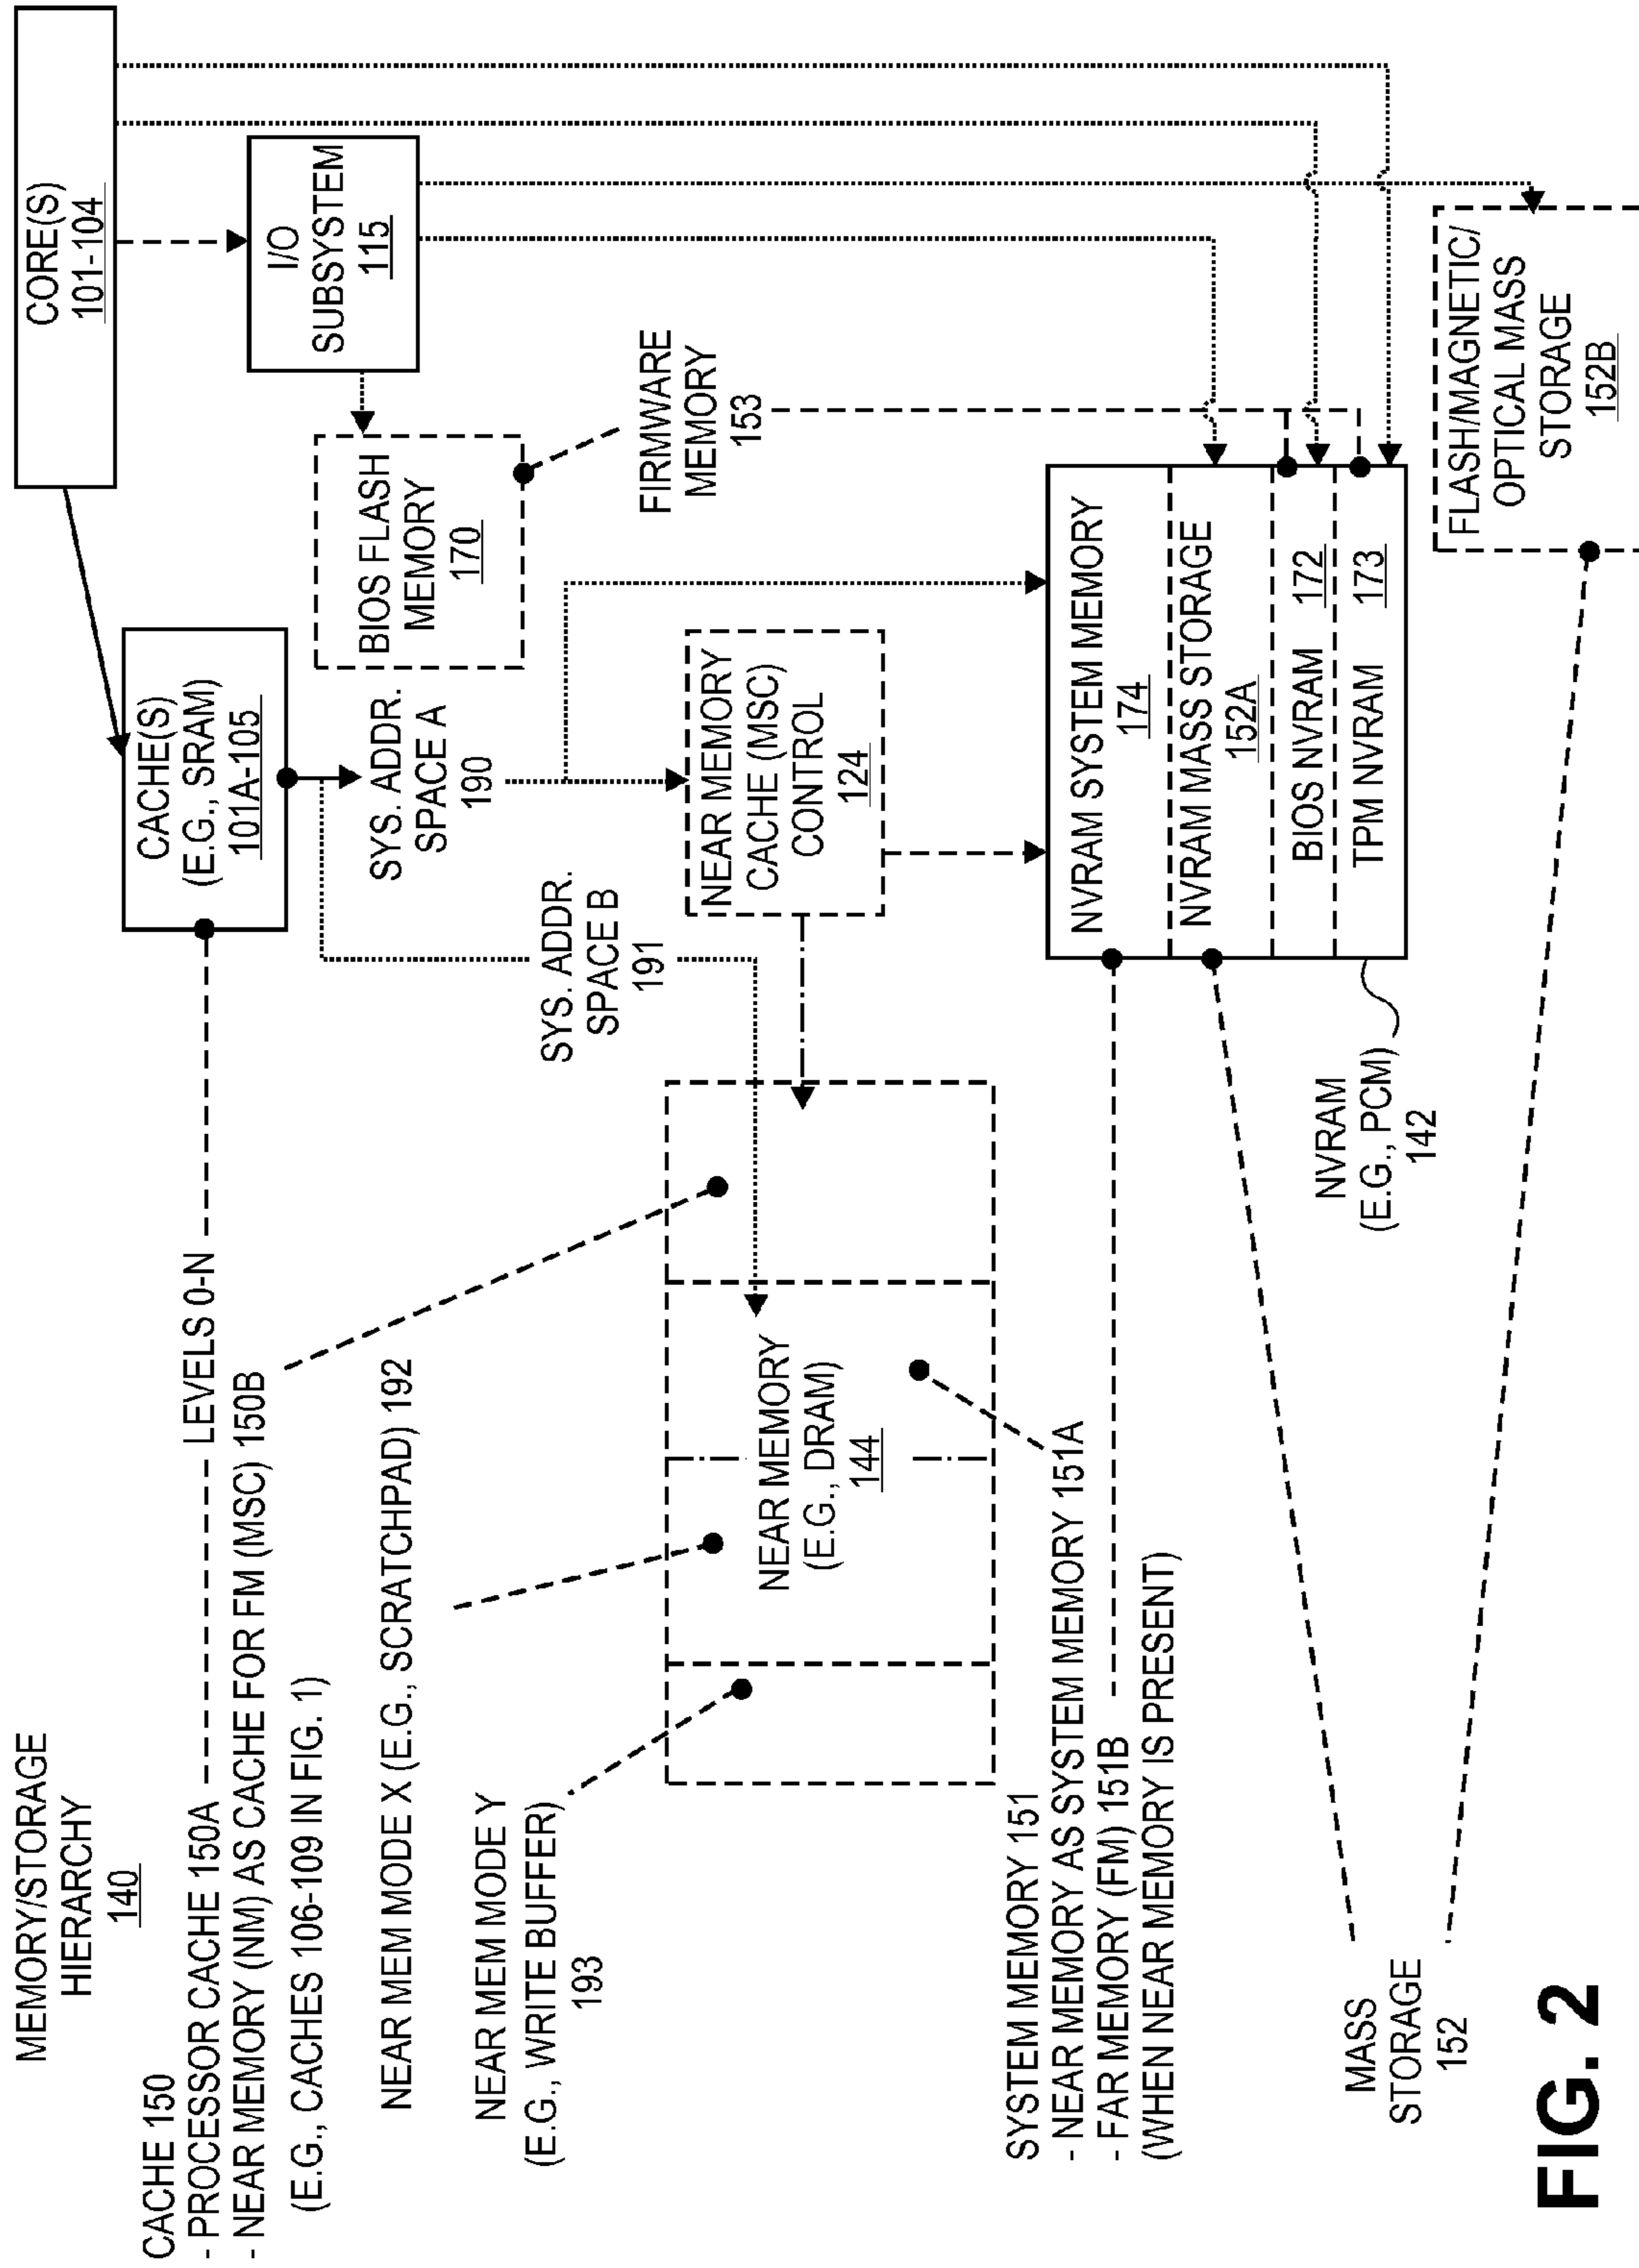 MEMORY/STORAGE
HIERARCHY
140
CACHE 150
- PROCESSOR CACHE 150A
LEVELS 0-N
- NEAR MEMORY (NM) AS CACHE FOR FM (MSC) 150B
(E.G., CACHES 106-109 IN FIG. 1)
NEAR MEM MODE X (E.G., SCRATCHPAD) 192
NEAR MEM MODE Y
(E.G., WRITE BUFFER)
193
CORE(S)
101-104
CACHE(S)
(E.G., SRAM)
101A-105
I/O
SUBSYSTEM
115
BIOS FLASH
MEMORY
170
FIRMWARE
MEMORY
153
SYS. ADDR.
SPACE A
190
SYS. ADDR.
SPACE B
191
NEAR MEMORY
CACHE (MSC)
CONTROL
124
NEAR MEMORY
(E.G., DRAM)
144
SYSTEM MEMORY 151
- NEAR MEMORY AS SYSTEM MEMORY 151A
- FAR MEMORY (FM) 151B
(WHEN NEAR MEMORY IS PRESENT)
NVRAM SYSTEM MEMORY
174
NVRAM MASS STORAGE
152A
BIOS NVRAM 172
TPM NVRAM 173
NVRAM
(E.G., PCM)
142
MASS
STORAGE
152
FLASH/MAGNETIC/
OPTICAL MASS
STORAGE
152B
FIG. 2